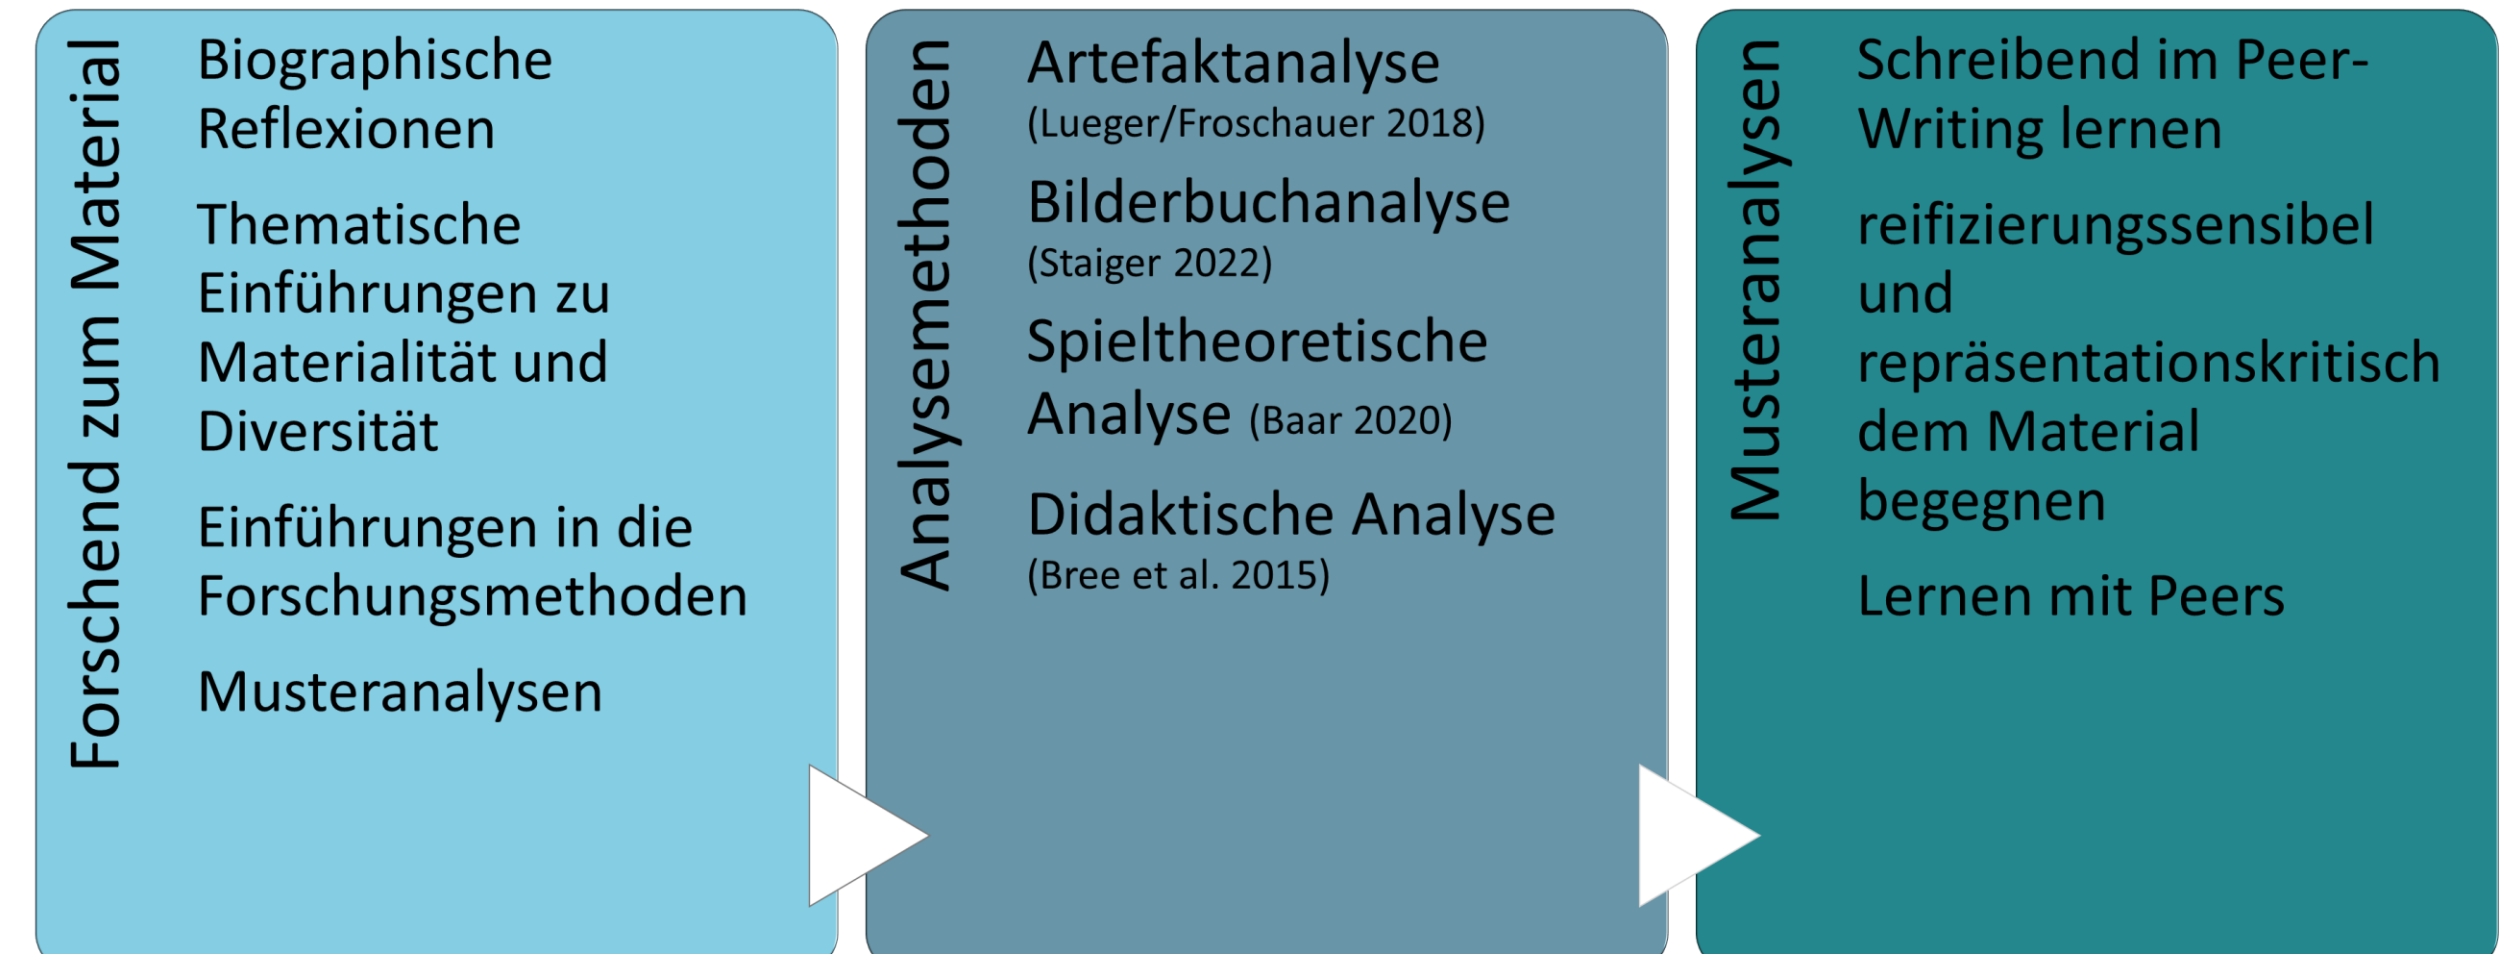 Forschend zum Material
Biographische
Reflexionen
Thematische
Einführungen zu
Materialität und
Diversität
Einführungen in die
Forschungsmethoden
Musteranalysen
Analysemethoden
Artefaktanalyse
(Lueger/Froschauer 2018)
Bilderbuchanalyse
(Staiger 2022)
Spieltheoretische
Analyse (Baar 2020)
Didaktische Analyse
(Bree et al. 2015)
Musteranalysen
Schreibend im Peer-
Writing lernen
reifizierungssensibel
und
repräsentationskritisch
dem Material
begegnen
Lernen mit Peers